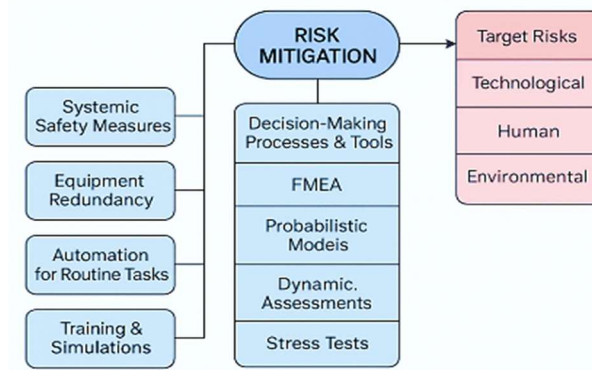 RISK
MITIGATION
Systemic
Safety Measures
Equipment
Redundancy
Automation
for Routine Tasks
Training &
Simulations
Decision-Making
Processes & Tools
FMEA
Probabilistic
Modeis
Dynamic.
Assessments
Stress Tests
Target Risks
Technological
Human
Environmental